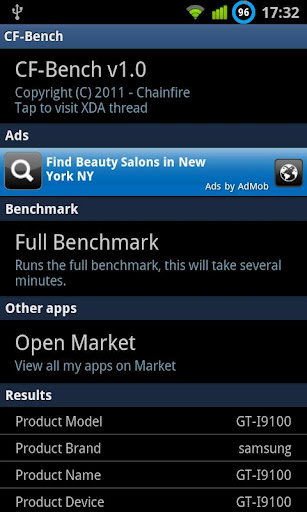 96 17:32
CF-Bench
CF-Bench v1.0
Copyright (C) 2011 - Chainfire
Tap to visit XDA thread
Ads
Find Beauty Salons in New
York NY
Ads by AdMob
Benchmark
Full Benchmark
Runs the full benchmark, this will take several
minutes.
Other apps
Open Market
View all my apps on Market
Results
Product Model GT-I9100
Product Brand samsung
Product Name GT-I9100
Product Device GT-I9100